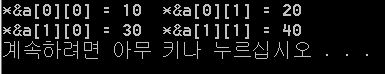 *&a[0][0] = 10  *&a[0][1] = 20
*&a[1][0] = 30  *&a[1][1] = 40
계속하려면 아무 키나 누르십시오 . . .